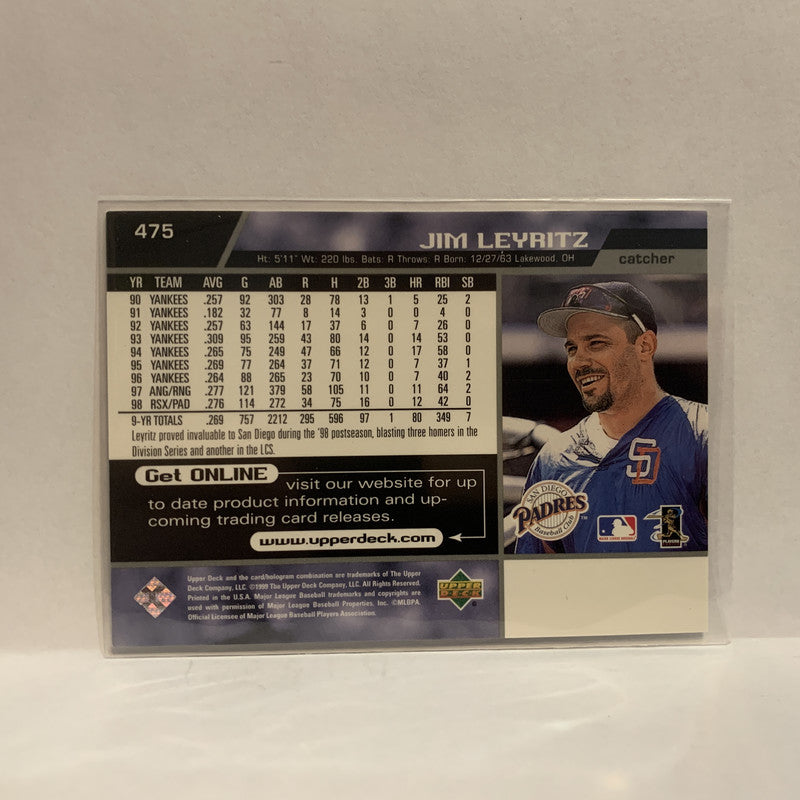 475
JIM LEYRITZ
Ht: 5'11" Wt: 220 lbs. Bats: R Throws: R Born: 12/27/63 Lakewood, OH
catcher
YR TEAM AVG G AB R H 2B 3B HR RBI SB
90 YANKEES .257 92 303 28 78 13 1 5 25 2
91 YANKEES .182 32 77 8 14 3 0 0 4 0
92 YANKEES .257 63 144 17 37 6 0 7 26 0
93 YANKEES .309 95 259 43 80 14 0 14 53 0
94 YANKEES .265 75 249 47 66 12 0 17 58 0
95 YANKEES .269 77 264 37 71 12 0 7 37 1
96 YANKEES .264 88 265 23 70 10 0 7 40 2
97 ANG/RNG .277 121 379 58 105 11 0 11 64 2
98 RSX/PAD .276 114 272 34 75 16 0 12 42 0
9-YR TOTALS .269 757 2212 295 596 97 1 80 349 7
Leyritz proved invaluable to San Diego during the '98 postseason, blasting three homers in the
Division Series and another in the LCS.
Get ONLINE
visit our website for up
to date product information and up-
coming trading card releases.
www.upperdeck.com
SD
SAN DIEGO
PADRES
Baseball Club
TM
MAJOR LEAGUE BASEBALL
PLAYERS
Upper Deck and the card/hologram combination are trademarks of The Upper
Deck Company, LLC. ©1999 The Upper Deck Company, LLC. All Rights Reserved.
Printed in the U.S.A. Major League Baseball trademarks and copyrights are
used with permission of Major League Baseball Properties, Inc. ©MLBPA
Official Licensee of Major League Baseball Players Association.
UPPER
DECK